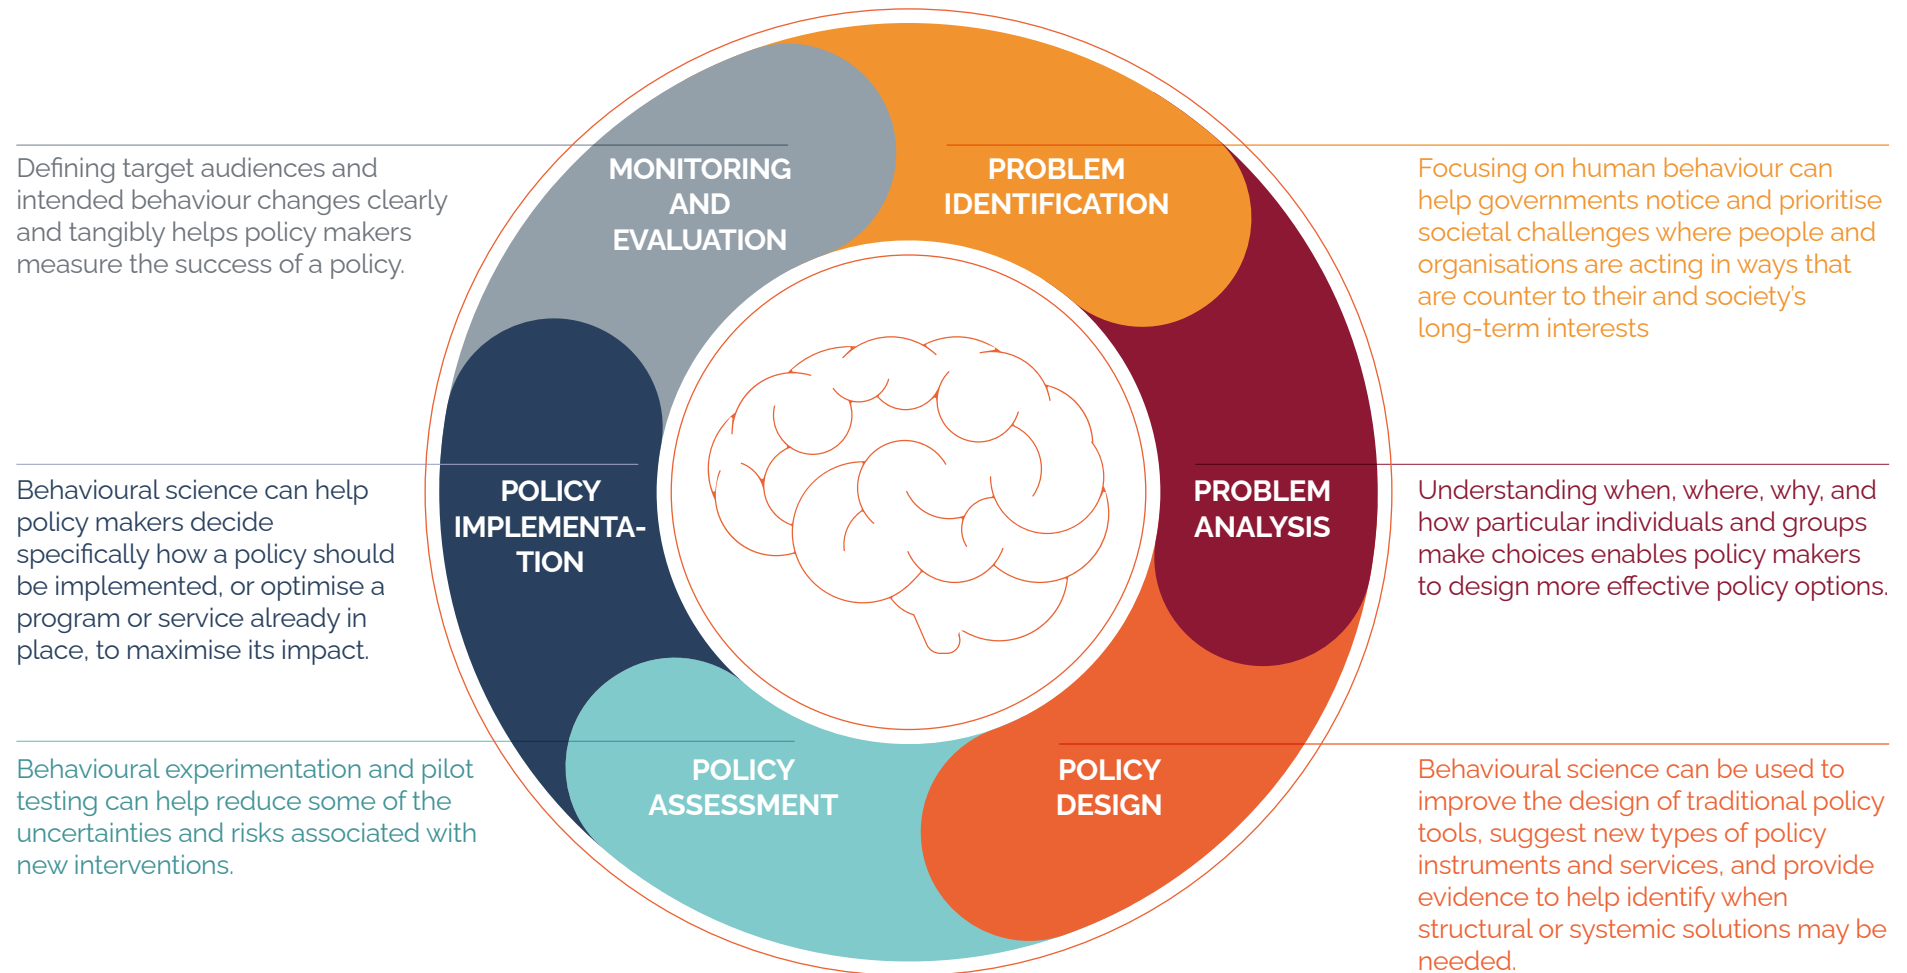 MONITORING
AND
EVALUATION
Defining target audiences and
intended behaviour changes clearly
and tangibly helps policy makers
measure the success of a policy.
PROBLEM
IDENTIFICATION
Focusing on human behaviour can
help governments notice and prioritise
societal challenges where people and
organisations are acting in ways that
are counter to their and society's
long-term interests
POLICY
IMPLEMENTA-
TION
Behavioural science can help
policy makers decide
specifically how a policy should
be implemented, or optimise a
program or service already in
place, to maximise its impact.
PROBLEM
ANALYSIS
Understanding when, where, why, and
how particular individuals and groups
make choices enables policy makers
to design more effective policy options.
POLICY
ASSESSMENT
Behavioural experimentation and pilot
testing can help reduce some of the
uncertainties and risks associated with
new interventions.
POLICY
DESIGN
Behavioural science can be used to
improve the design of traditional policy
tools, suggest new types of policy
instruments and services, and provide
evidence to help identify when
structural or systemic solutions may be
needed.